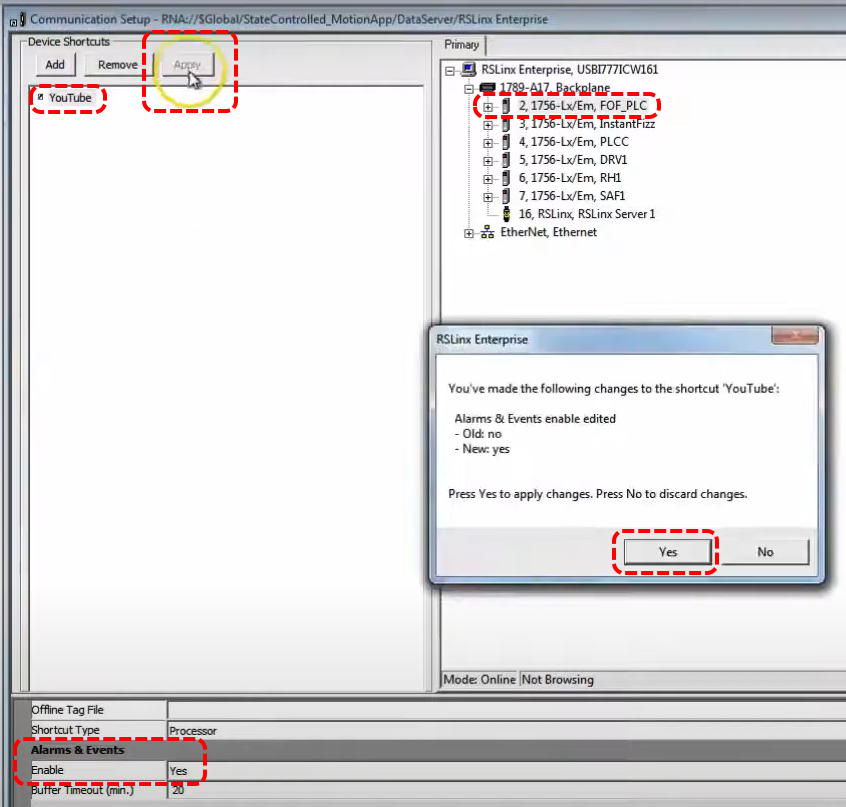 Communication Setup - RNA://$Global/StateControlled_MotionApp/DataServer/RSLinx Enterprise
Device Shortcuts
Add
Remove
Apply
YouTube
Primary
RSLinx Enterprise, USBI777ICW161
1789-A17, Backplane
2, 1756-Lx/Em, FOF_PLC
3, 1756-Lx/Em, InstantFizz
4, 1756-Lx/Em, PLCC
5, 1756-Lx/Em, DRV1
6, 1756-Lx/Em, RH1
7, 1756-Lx/Em, SAF1
16, RSLinx, RSLinx Server 1
EtherNet, Ethernet
RSLinx Enterprise
You've made the following changes to the shortcut 'YouTube':
Alarms & Events enable edited
- Old: no
- New: yes
Press Yes to apply changes. Press No to discard changes.
Yes
No
Mode: Online
Not Browsing
Offline Tag File
Shortcut Type
Processor
Alarms & Events
Enable
Yes
Buffer Timeout (min.)
20